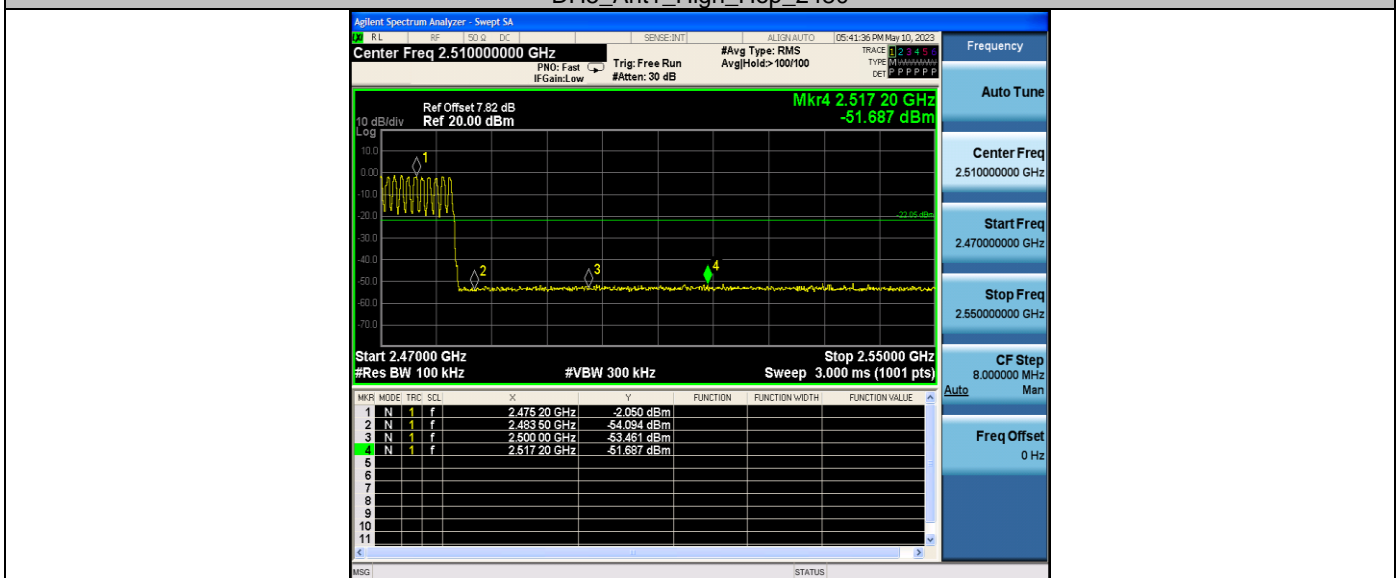 Agilent Spectrum Analyzer - Swept SA
RL RF 50 Ω DC SENSE:INT ALIGN AUTO 05:41:36 PM May 10, 2023
Center Freq 2.510000000 GHz
PNO: Fast
IFGain:Low
Trig: Free Run
#Atten: 30 dB
#Avg Type: RMS
Avg|Hold:>100/100
TRACE 1 2 3 4 5 6
TYPE
DET P P P P P P
Ref Offset 7.82 dB
10 dB/div Ref 20.00 dBm
Log
Mkr4 2.517 20 GHz
-51.687 dBm
10.0
0.00
-10.0
-20.0
-30.0
-40.0
-50.0
-60.0
-70.0
1
2
3
4
-22.05 dBm
Start 2.47000 GHz Stop 2.55000 GHz
#Res BW 100 kHz #VBW 300 kHz Sweep 3.000 ms (1001 pts)
MKR MODE TRC SCL X Y FUNCTION FUNCTION WIDTH FUNCTION VALUE
1 N 1 f 2.475 20 GHz -2.050 dBm
2 N 1 f 2.483 50 GHz -54.094 dBm
3 N 1 f 2.500 00 GHz -53.461 dBm
4 N 1 f 2.517 20 GHz -51.687 dBm
5
6
7
8
9
10
11
MSG STATUS
Frequency
Auto Tune
Center Freq
2.510000000 GHz
Start Freq
2.470000000 GHz
Stop Freq
2.550000000 GHz
CF Step
8.000000 MHz
Auto Man
Freq Offset
0 Hz